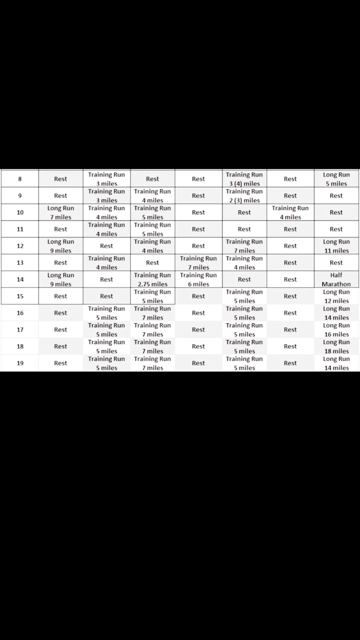 8 Rest Training Run 3 miles Rest Rest Training Run 3 (4) miles Rest Long Run 5 miles
9 Rest Training Run 3 miles Training Run 4 miles Rest Training Run 2 (3) miles Rest Rest
10 Long Run 7 miles Training Run 4 miles Training Run 5 miles Rest Rest Training Run 4 miles Rest
11 Rest Training Run 4 miles Training Run 5 miles Rest Rest Rest Rest
12 Long Run 9 miles Rest Training Run 4 miles Rest Training Run 7 miles Rest Long Run 11 miles
13 Rest Training Run 4 miles Rest Training Run 7 miles Training Run 4 miles Rest Rest
14 Long Run 9 miles Rest Training Run 2.75 miles Training Run 6 miles Rest Rest Half Marathon
15 Rest Rest Training Run 5 miles Rest Training Run 5 miles Rest Long Run 12 miles
16 Rest Training Run 5 miles Training Run 7 miles Rest Training Run 5 miles Rest Long Run 14 miles
17 Rest Training Run 5 miles Training Run 7 miles Rest Training Run 5 miles Rest Long Run 16 miles
18 Rest Training Run 5 miles Training Run 7 miles Rest Training Run 5 miles Rest Long Run 18 miles
19 Rest Training Run 5 miles Training Run 7 miles Rest Training Run 5 miles Rest Long Run 14 miles